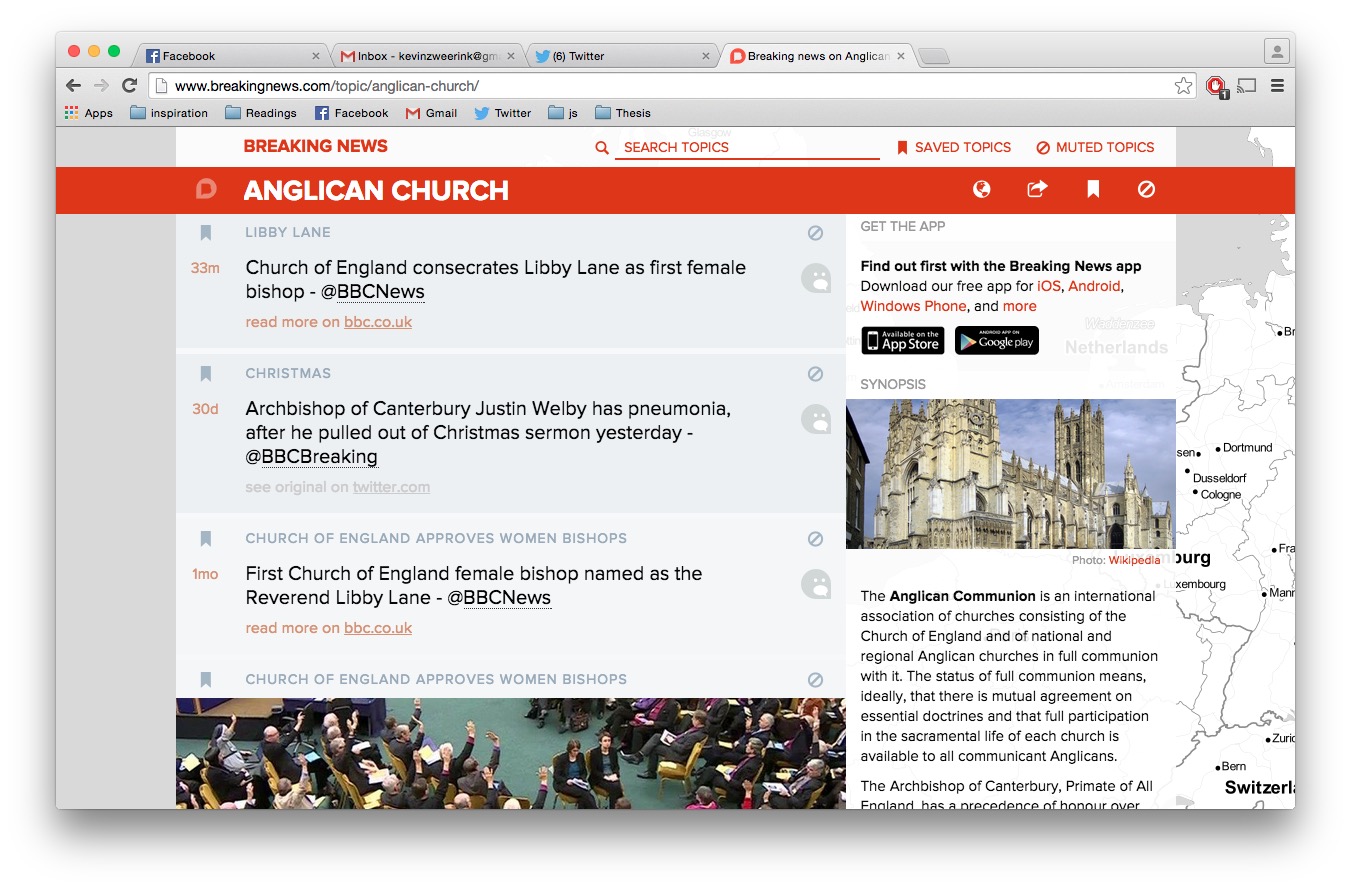 Facebook
Inbox - kevinzweerink@gm
(6) Twitter
Breaking news on Anglican
www.breakingnews.com/topic/anglican-church/
1
Apps
inspiration
Readings
Facebook
Gmail
Twitter
js
Thesis
Glasgow
BREAKING NEWS
SEARCH TOPICS
SAVED TOPICS
MUTED TOPICS
ANGLICAN CHURCH
LIBBY LANE
33m
Church of England consecrates Libby Lane as first female
bishop - @BBCNews
read more on bbc.co.uk
CHRISTMAS
30d
Archbishop of Canterbury Justin Welby has pneumonia,
after he pulled out of Christmas sermon yesterday -
@BBCBreaking
see original on twitter.com
CHURCH OF ENGLAND APPROVES WOMEN BISHOPS
1mo
First Church of England female bishop named as the
Reverend Libby Lane - @BBCNews
read more on bbc.co.uk
CHURCH OF ENGLAND APPROVES WOMEN BISHOPS
GET THE APP
Find out first with the Breaking News app
Download our free app for iOS, Android,
Windows Phone, and more
Available on the
App Store
ANDROID APP ON
Google play
SYNOPSIS
Photo: Wikipedia
The Anglican Communion is an international
association of churches consisting of the
Church of England and of national and
regional Anglican churches in full communion
with it. The status of full communion means,
ideally, that there is mutual agreement on
essential doctrines and that full participation
in the sacramental life of each church is
available to all communicant Anglicans.
The Archbishop of Canterbury, Primate of All
England, has a precedence of honour over
Waddenzee
Netherlands
Br
sen
Dortmund
Dusseldorf
Cologne
Fra
burg
uxembourg
Mann
Zuric
Bern
Switzerl